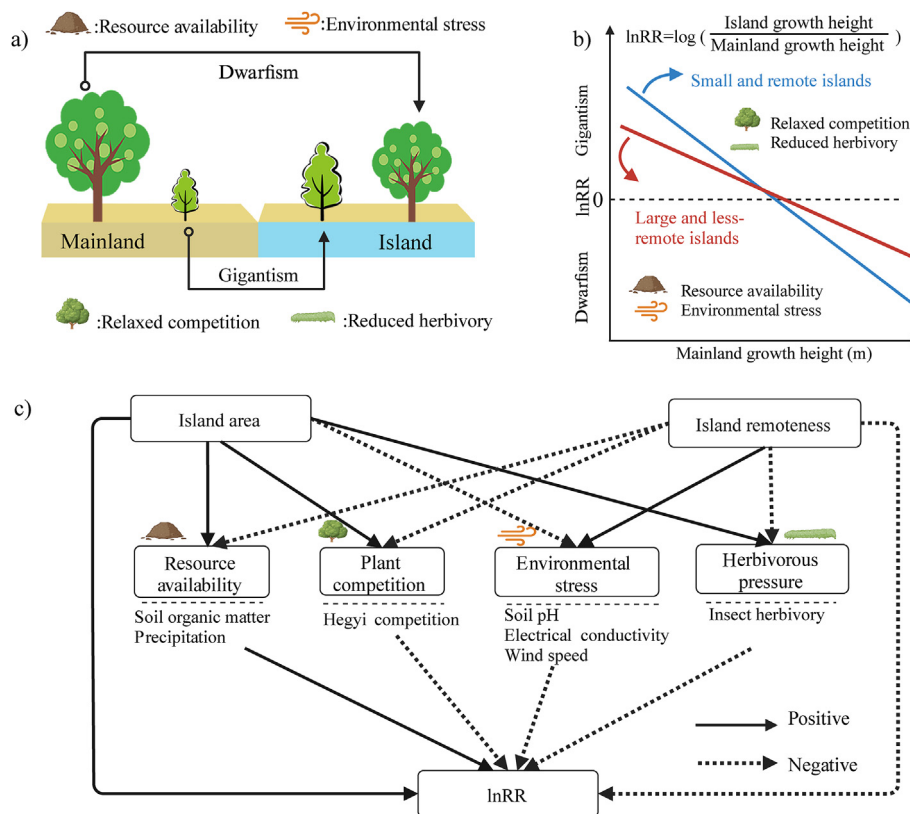 a)
:Resource availability
:Environmental stress
Dwarfism
Mainland
Island
Gigantism
:Relaxed competition
:Reduced herbivory
b)
lnRR=log ( Island growth height / Mainland growth height )
Small and remote islands
Relaxed competition
Reduced herbivory
Gigantism
lnRR
0
Dwarfism
Large and less-
remote islands
Resource availability
Environmental stress
Mainland growth height (m)
c)
Island area
Island remoteness
Resource
availability
Plant
competition
Environmental
stress
Herbivorous
pressure
Soil organic matter
Precipitation
Hegyi competition
Soil pH
Electrical conductivity
Wind speed
Insect herbivory
Positive
Negative
lnRR